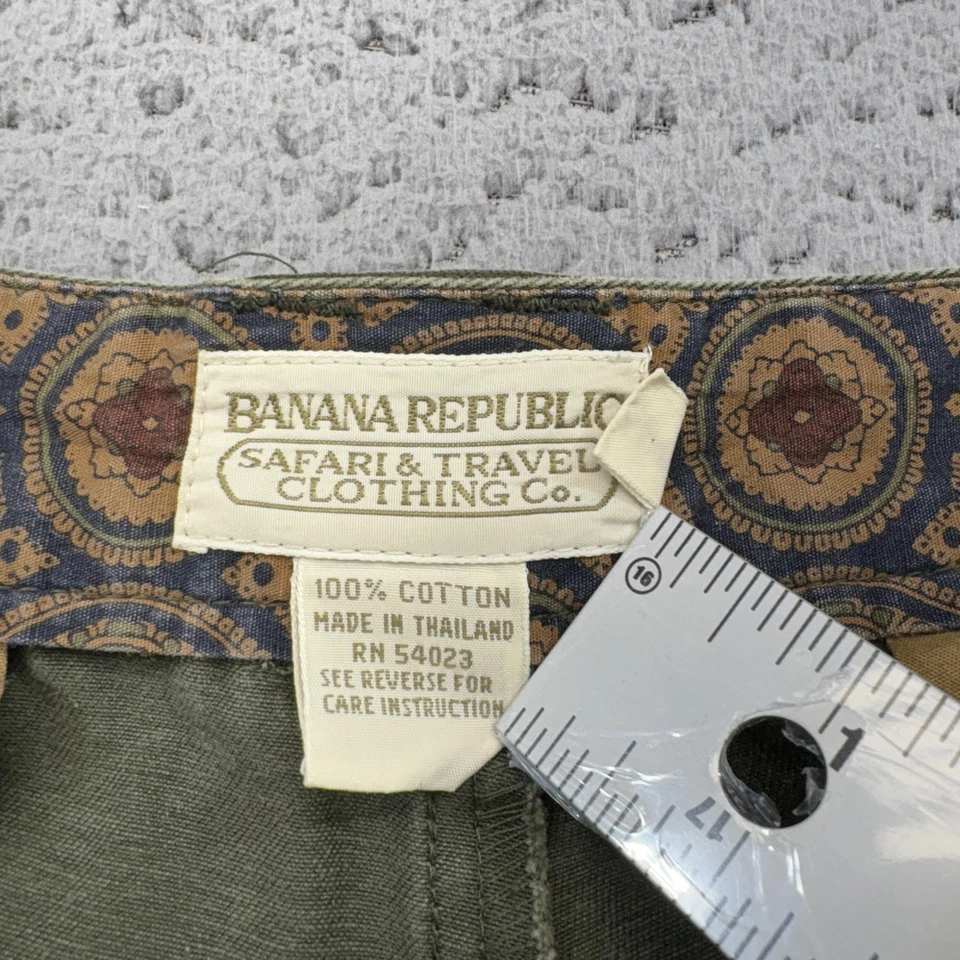 BANANA REPUBLIC
SAFARI & TRAVEL
CLOTHING Co.
100% COTTON
MADE IN THAILAND
RN 54023
SEE REVERSE FOR
CARE INSTRUCTION
16
1
17